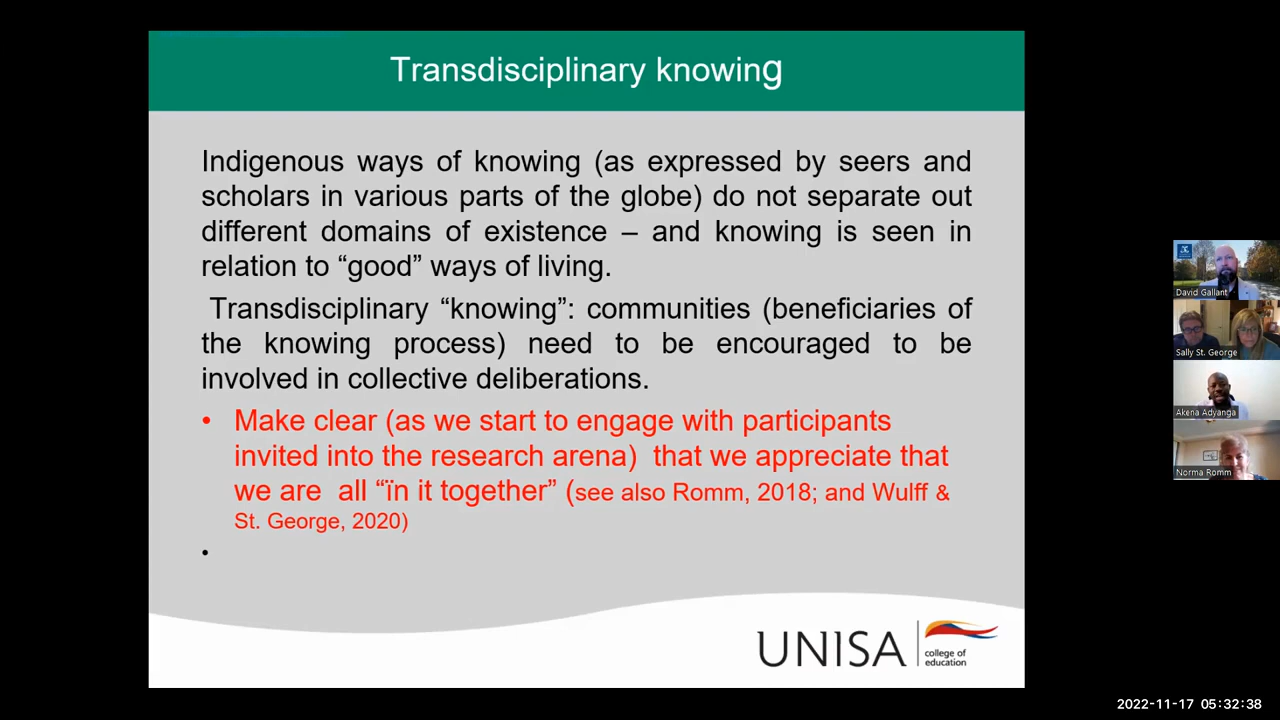 Transdisciplinary knowing
Indigenous ways of knowing (as expressed by seers and
scholars in various parts of the globe) do not separate out
different domains of existence – and knowing is seen in
relation to “good” ways of living.
Transdisciplinary “knowing”: communities (beneficiaries of
the knowing process) need to be encouraged to be
involved in collective deliberations.
• Make clear (as we start to engage with participants
invited into the research arena) that we appreciate that
we are all “ïn it together” (see also Romm, 2018; and Wulff &
St. George, 2020)
•
UNISA
college of
education
David Gallant
Sally St. George
Akena Adyanga
Norma Romm
2022-11-17 05:32:38